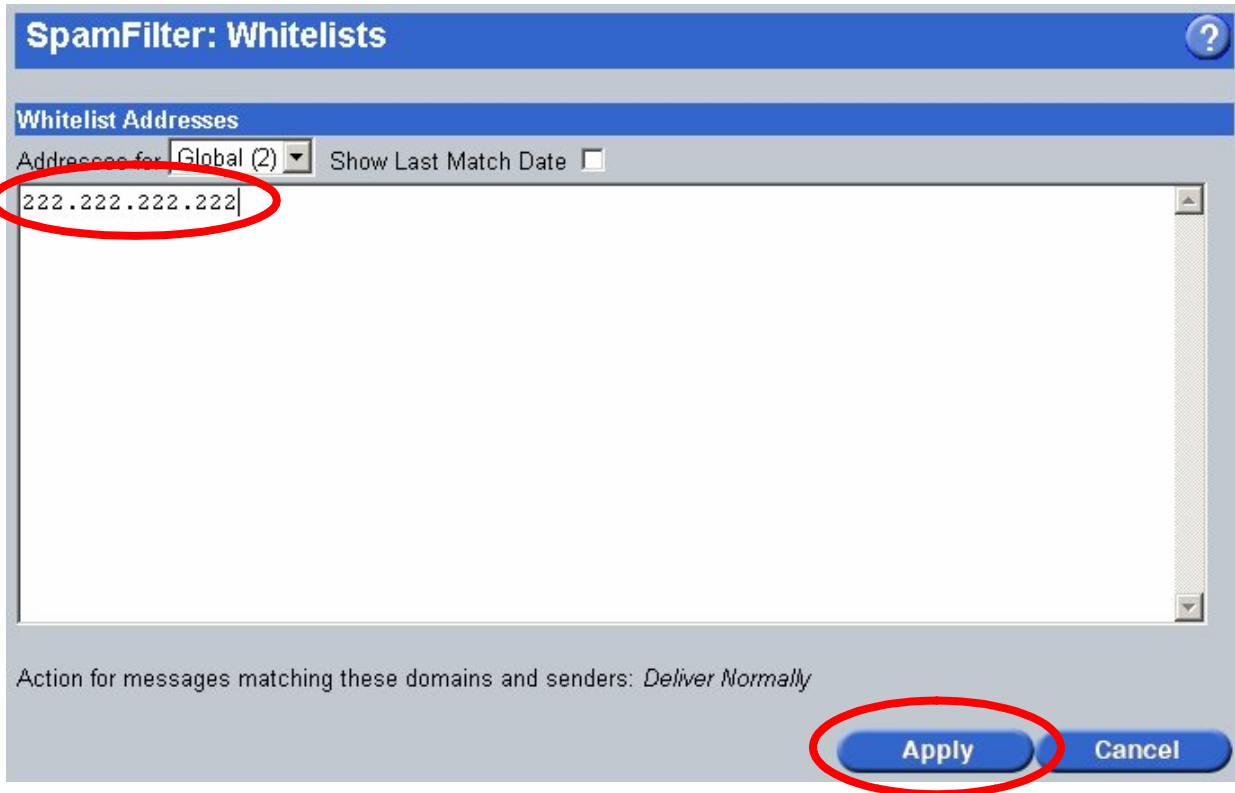 SpamFilter: Whitelists ?
Whitelist Addresses
Addresses for Global (2) Show Last Match Date
222.222.222.222
Action for messages matching these domains and senders: Deliver Normally
Apply Cancel